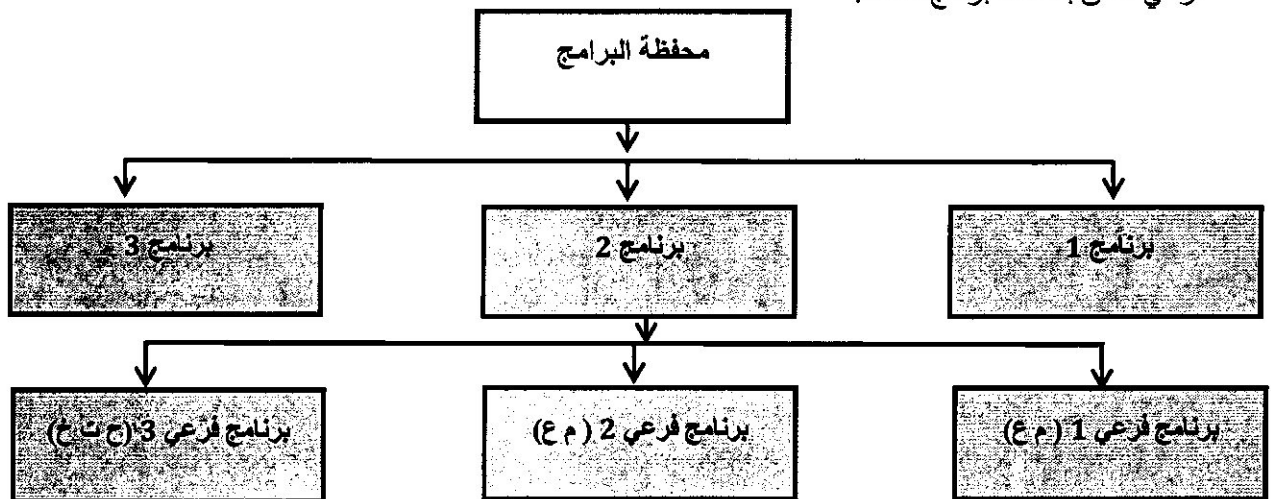 محفظة البرامج
برنامج 1
برنامج 2
برنامج 3
برنامج فرعي 1 (م ع)
برنامج فرعي 2 (م ع)
برنامج فرعي 3 (ح ت خ)